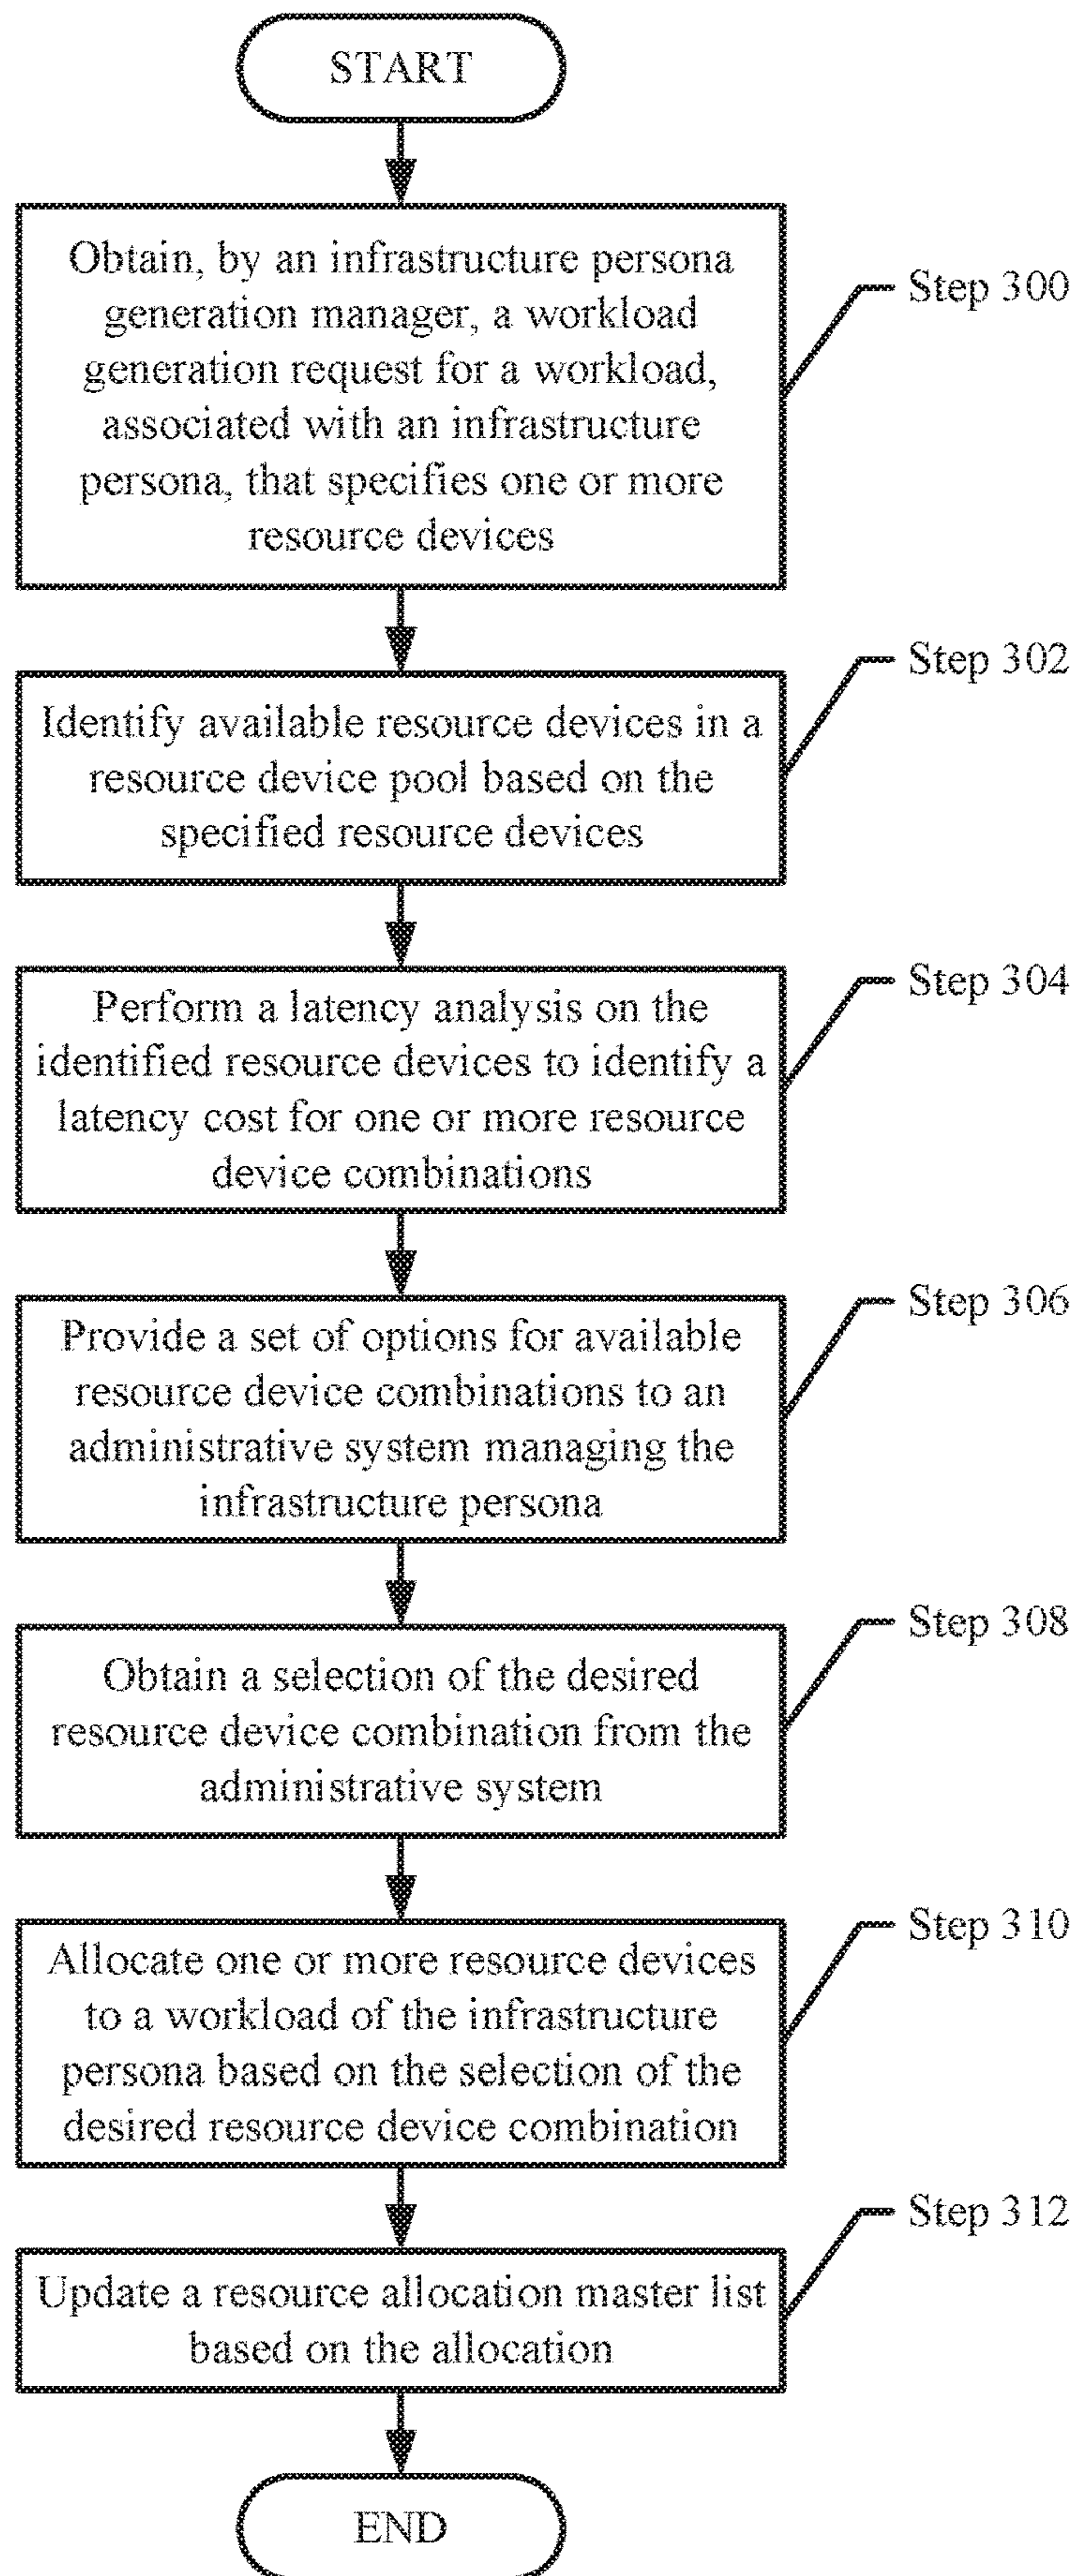 START
Obtain, by an infrastructure persona
generation manager, a workload
generation request for a workload,
associated with an infrastructure
persona, that specifies one or more
resource devices
Step 300
Identify available resource devices in a
resource device pool based on the
specified resource devices
Step 302
Perform a latency analysis on the
identified resource devices to identify a
latency cost for one or more resource
device combinations
Step 304
Provide a set of options for available
resource device combinations to an
administrative system managing the
infrastructure persona
Step 306
Obtain a selection of the desired
resource device combination from the
administrative system
Step 308
Allocate one or more resource devices
to a workload of the infrastructure
persona based on the selection of the
desired resource device combination
Step 310
Update a resource allocation master list
based on the allocation
Step 312
END